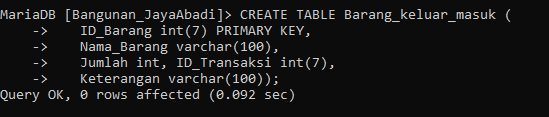 MariaDB [Bangunan_JayaAbadi]> CREATE TABLE Barang_keluar_masuk (
    ->     ID_Barang int(7) PRIMARY KEY,
    ->     Nama_Barang varchar(100),
    ->     Jumlah int, ID_Transaksi int(7),
    ->     Keterangan varchar(100));
Query OK, 0 rows affected (0.092 sec)